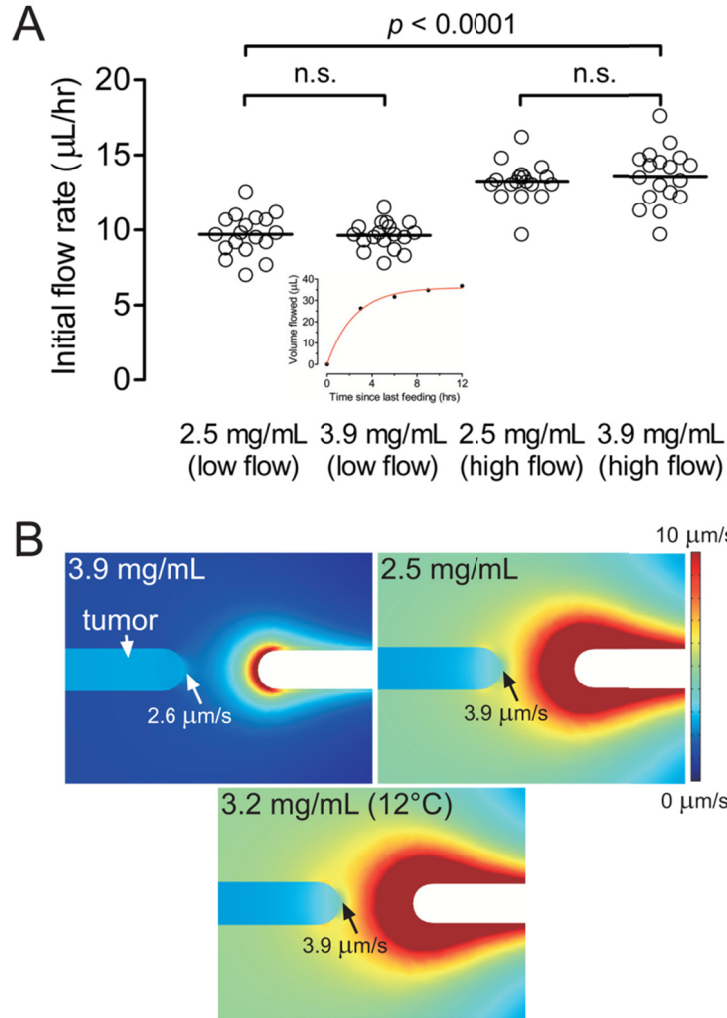 A
p < 0.0001
n.s.
n.s.
Initial flow rate (μL/hr)
20
15
10
5
0
Volume flowed (μL)
40
30
20
10
0
0
4
8
12
Time since last feeding (hrs)
2.5 mg/mL
(low flow)
3.9 mg/mL
(low flow)
2.5 mg/mL
(high flow)
3.9 mg/mL
(high flow)
B
3.9 mg/mL
tumor
2.6 μm/s
2.5 mg/mL
3.9 μm/s
10 μm/s
0 μm/s
3.2 mg/mL (12°C)
3.9 μm/s